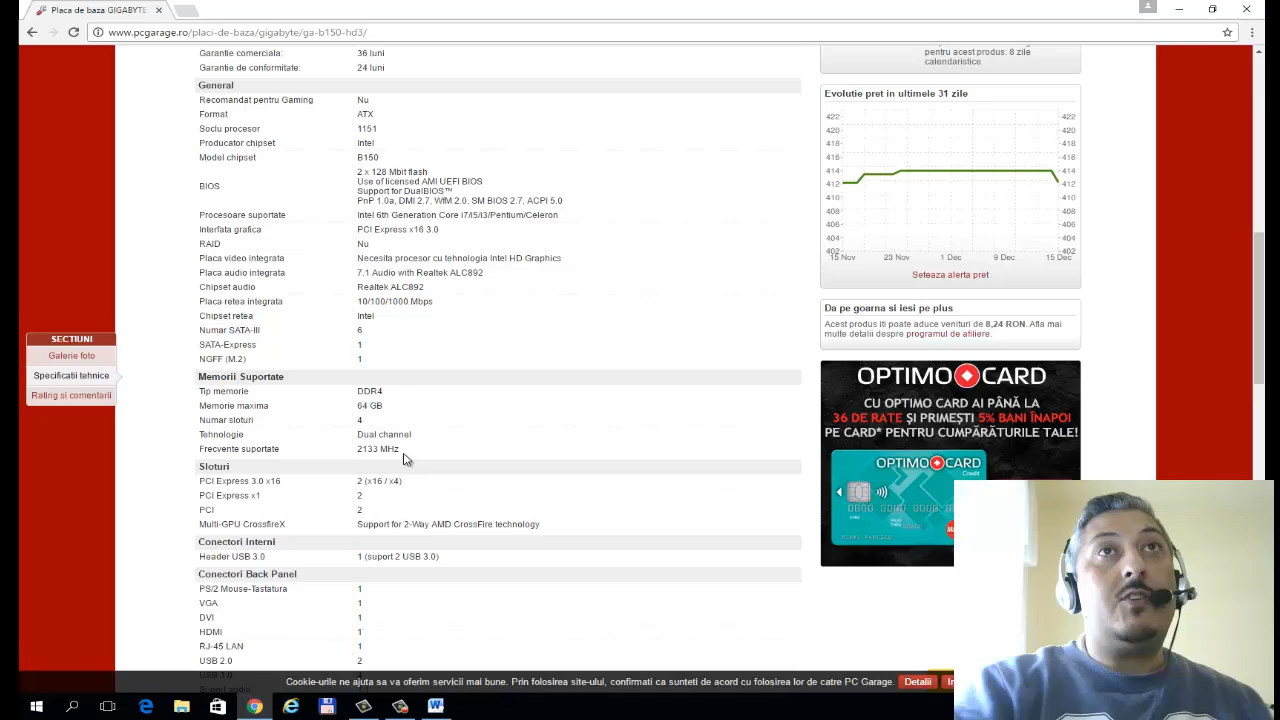 Placa de baza GIGABYTE
www.pcgarage.ro/placi-de-baza/gigabyte/ga-b150-hd3/
Garantie comerciala: 36 luni
Garantie de conformitate: 24 luni
General
Recomandat pentru Gaming Nu
Format ATX
Soclu procesor 1151
Producator chipset Intel
Model chipset B150
BIOS
2 x 128 Mbit flash
Use of licensed AMI UEFI BIOS
Support for DualBIOS™
PnP 1.0a, DMI 2.7, WfM 2.0, SM BIOS 2.7, ACPI 5.0
Procesoare suportate Intel 6th Generation Core i7/i5/i3/Pentium/Celeron
Interfata grafica PCI Express x16 3.0
RAID Nu
Placa video integrata Necesita procesor cu tehnologia Intel HD Graphics
Placa audio integrata 7.1 Audio with Realtek ALC892
Chipset audio Realtek ALC892
Placa retea integrata 10/100/1000 Mbps
Chipset retea Intel
Numar SATA-III 6
SATA-Express 1
NGFF (M.2) 1
Memorii Suportate
Tip memorie DDR4
Memorie maxima 64 GB
Numar sloturi 4
Tehnologie Dual channel
Frecvente suportate 2133 MHz
Sloturi
PCI Express 3.0 x16 2 (x16 / x4)
PCI Express x1 2
PCI 2
Multi-GPU CrossfireX Support for 2-Way AMD CrossFire technology
Conectori Interni
Header USB 3.0 1 (suport 2 USB 3.0)
Conectori Back Panel
PS/2 Mouse-Tastatura 1
VGA 1
DVI 1
HDMI 1
RJ-45 LAN 1
USB 2.0 2
SECTIUNI
Galerie foto
Specificatii tehnice
Rating si comentarii
pentru acest produs: 8 zile
calendaristice
Evolutie pret in ultimele 31 zile
422 422
420 420
418 418
416 416
414 414
412 412
410 410
408 408
406 406
404 404
402 402
15 Nov 23 Nov 1 Dec 9 Dec 15 Dec
Seteaza alerta pret
Da pe goarna si iesi pe plus
Acest produs iti poate aduce venituri de 8,24 RON. Afla mai
multe detalii despre programul de afiliere.
OPTIMO CARD
CU OPTIMO CARD AI PÂNĂ LA
36 DE RATE ȘI PRIMEȘTI 5% BANI ÎNAPOI
PE CARD* PENTRU CUMPĂRĂTURILE TALE!
OPTIMO CARD
Credit
Cookie-urile ne ajuta sa va oferim servicii mai bune. Prin folosirea site-ului, confirmati ca sunteti de acord cu folosirea lor de catre PC Garage. Detalii